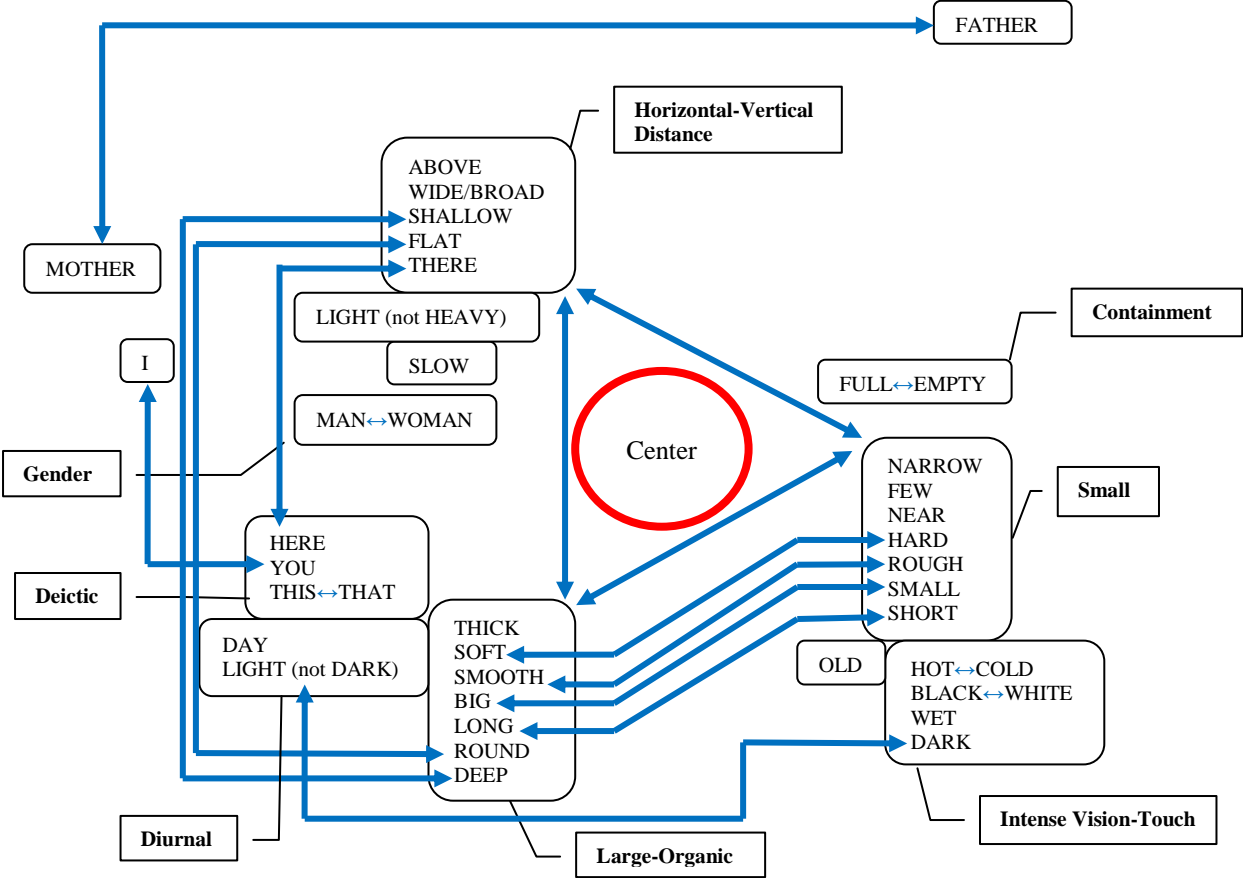 FATHER
Horizontal-Vertical
Distance
ABOVE
WIDE/BROAD
SHALLOW
FLAT
THERE
MOTHER
LIGHT (not HEAVY)
Containment
I
SLOW
FULL↔EMPTY
MAN↔WOMAN
Center
Gender
NARROW
FEW
NEAR
HARD
ROUGH
SMALL
SHORT
Small
HERE
YOU
THIS↔THAT
Deictic
THICK
SOFT
SMOOTH
BIG
LONG
ROUND
DEEP
DAY
LIGHT (not DARK)
OLD
HOT↔COLD
BLACK↔WHITE
WET
DARK
Diurnal
Large-Organic
Intense Vision-Touch